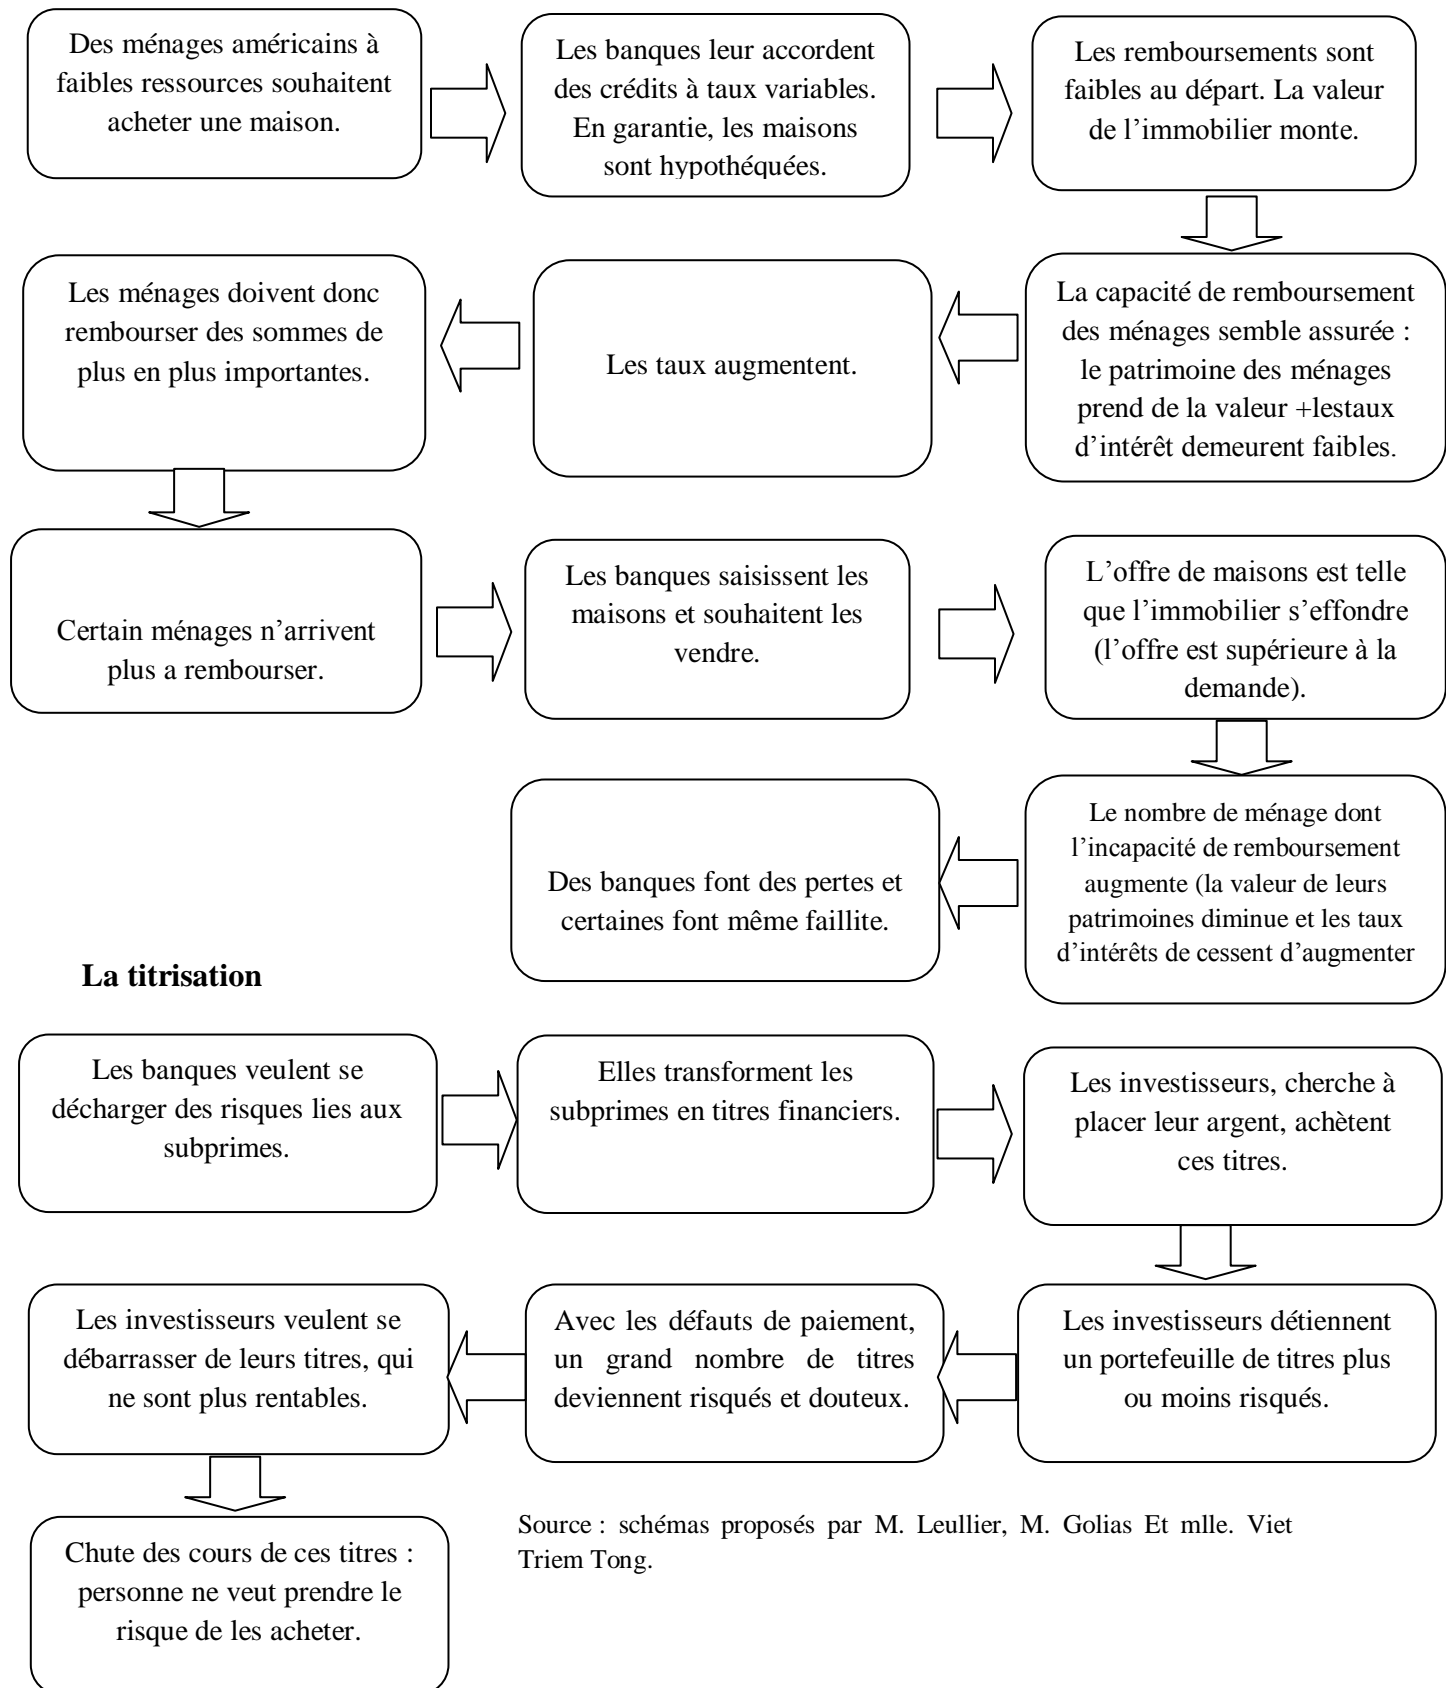 Des ménages américains à
faibles ressources souhaitent
acheter une maison.
Les banques leur accordent
des crédits à taux variables.
En garantie, les maisons
sont hypothéquées.
Les remboursements sont
faibles au départ. La valeur
de l’immobilier monte.
La capacité de remboursement
des ménages semble assurée :
le patrimoine des ménages
prend de la valeur +lestaux
d’intérêt demeurent faibles.
Les taux augmentent.
Les ménages doivent donc
rembourser des sommes de
plus en plus importantes.
Certain ménages n’arrivent
plus a rembourser.
Les banques saisissent les
maisons et souhaitent les
vendre.
L’offre de maisons est telle
que l’immobilier s’effondre
(l’offre est supérieure à la
demande).
Le nombre de ménage dont
l’incapacité de remboursement
augmente (la valeur de leurs
patrimoines diminue et les taux
d’intérêts de cessent d’augmenter
Des banques font des pertes et
certaines font même faillite.
La titrisation
Les banques veulent se
décharger des risques lies aux
subprimes.
Elles transforment les
subprimes en titres financiers.
Les investisseurs, cherche à
placer leur argent, achètent
ces titres.
Les investisseurs détiennent
un portefeuille de titres plus
ou moins risqués.
Avec les défauts de paiement,
un grand nombre de titres
deviennent risqués et douteux.
Les investisseurs veulent se
débarrasser de leurs titres, qui
ne sont plus rentables.
Chute des cours de ces titres :
personne ne veut prendre le
risque de les acheter.
Source : schémas proposés par M. Leullier, M. Golias Et mlle. Viet
Triem Tong.